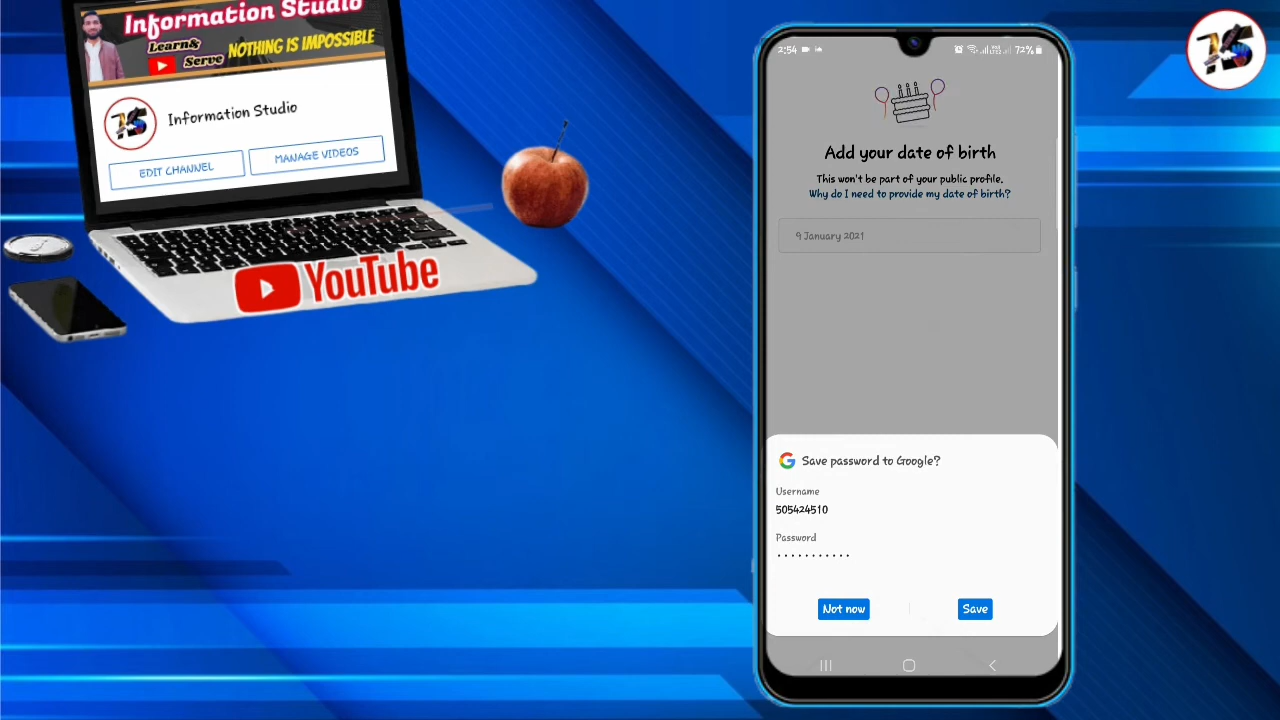 Information Studio
Learn&
Serve
NOTHING IS IMPOSSIBLE
Information Studio
EDIT CHANNEL
MANAGE VIDEOS
YouTube
2:54
72%
Add your date of birth
This won't be part of your public profile.
Why do I need to provide my date of birth?
9 January 2021
G Save password to Google?
Username
505424510
Password
• • • • • • • • • • •
Not now
Save